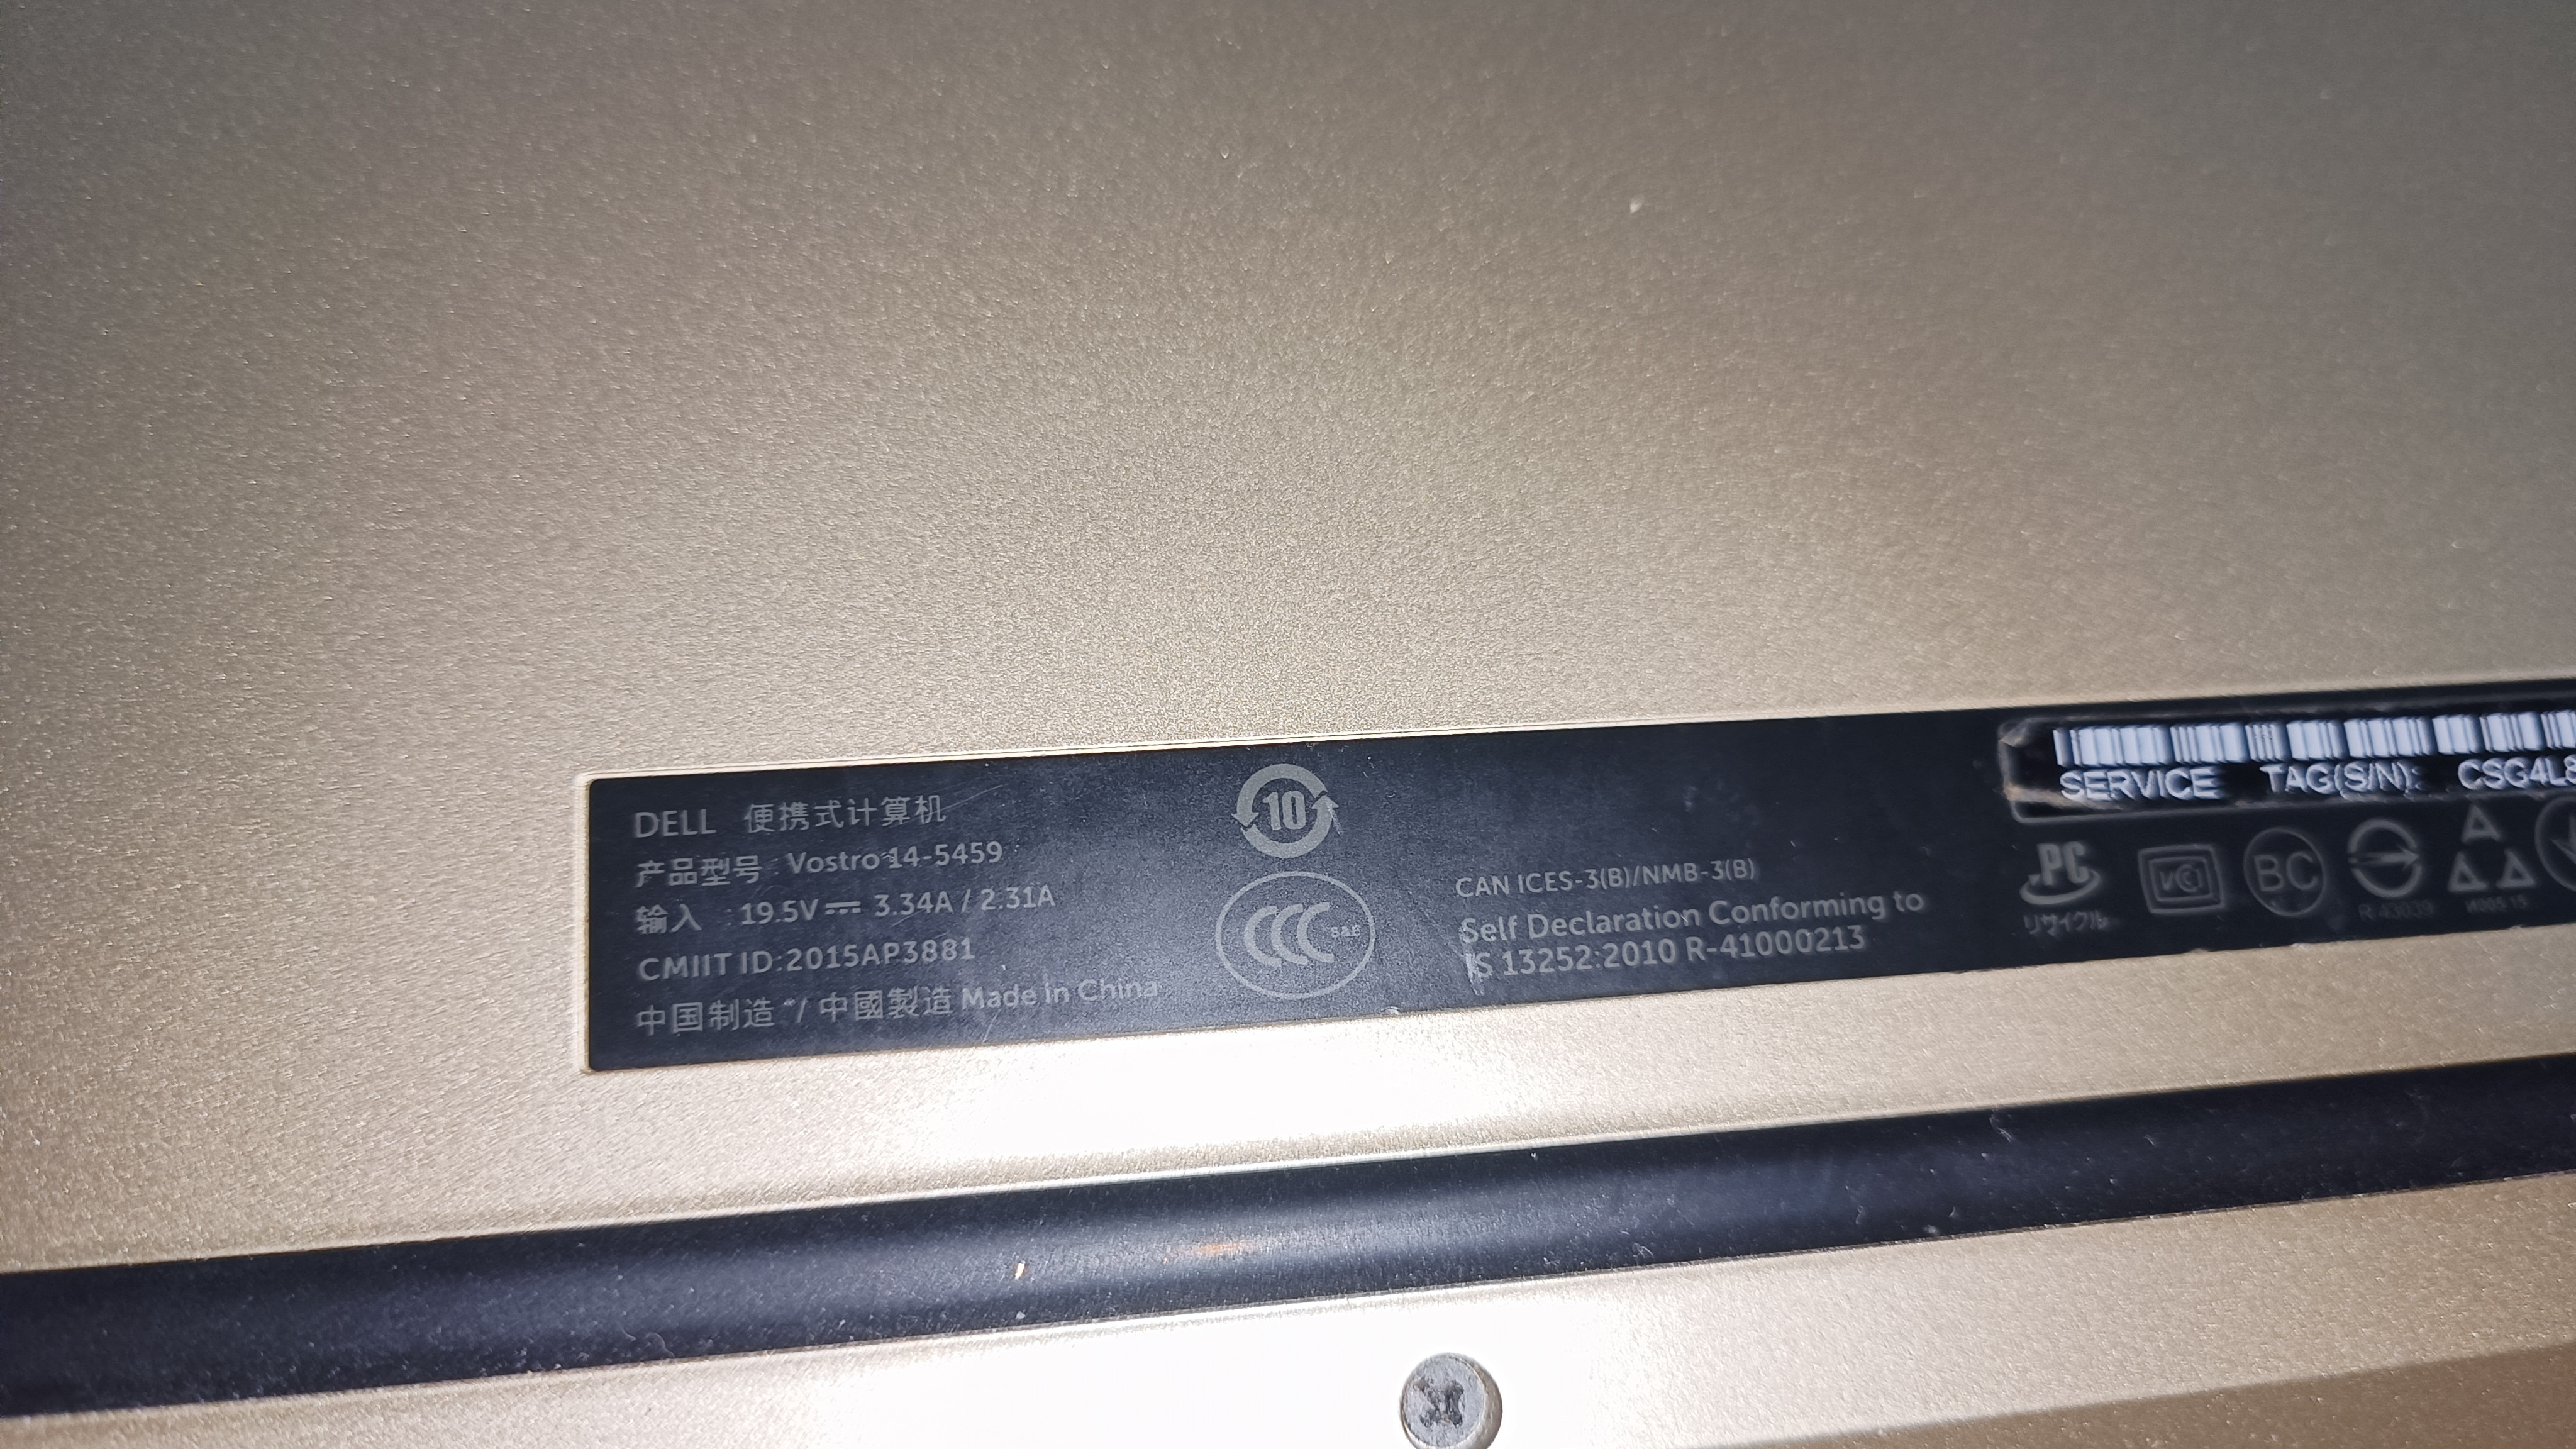 DELL 便携式计算机
产品型号 : Vostro 14-5459
输入 : 19.5V⎓ 3.34A / 2.31A
CMIIT ID:2015AP3881
中国制造 / 中國製造 Made in China
10
CCC S&E
CAN ICES-3(B)/NMB-3(B)
Self Declaration Conforming to
IS 13252:2010 R-41000213
SERVICE TAG(S/N): CSG4L8
PC
リサイクル
VCI
BC